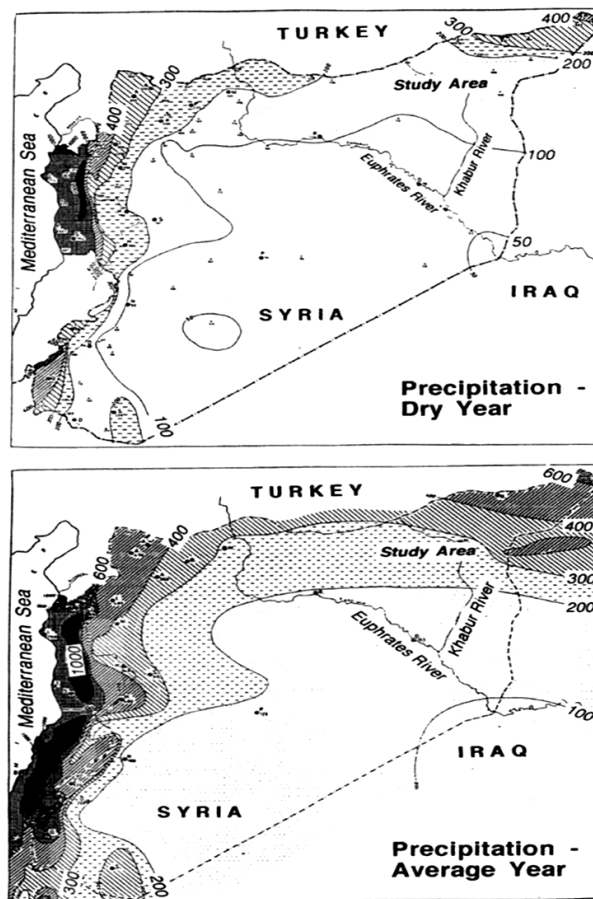 TURKEY
400
300
200
300
400
Study Area
Mediterranean Sea
Khabur River
100
Euphrates River
50
IRAQ
SYRIA
Precipitation -
Dry Year
100
600
TURKEY
400
600
Study Area
400
300
200
Mediterranean Sea
1000
Khabur River
Euphrates River
100
IRAQ
SYRIA
Precipitation -
Average Year
300
200